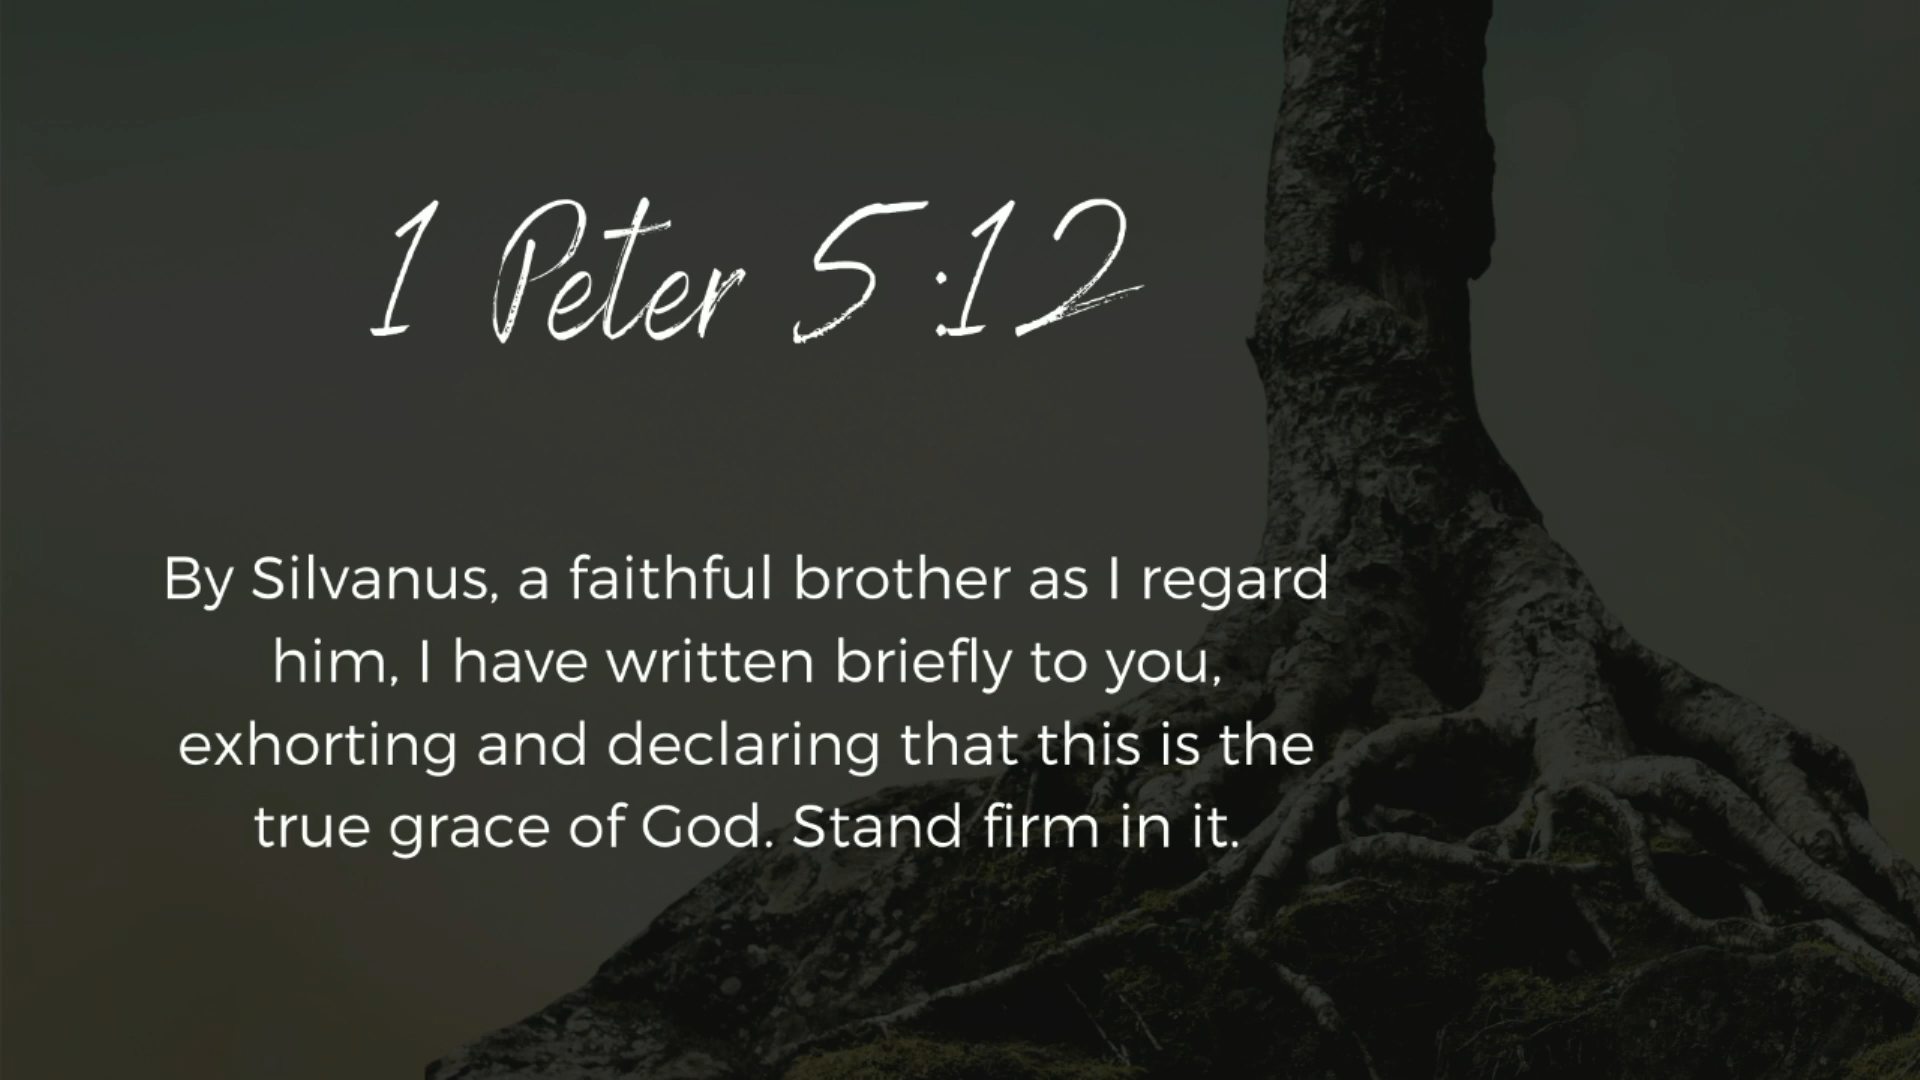 1 Peter 5:12
By Silvanus, a faithful brother as I regard
him, I have written briefly to you,
exhorting and declaring that this is the
true grace of God. Stand firm in it.